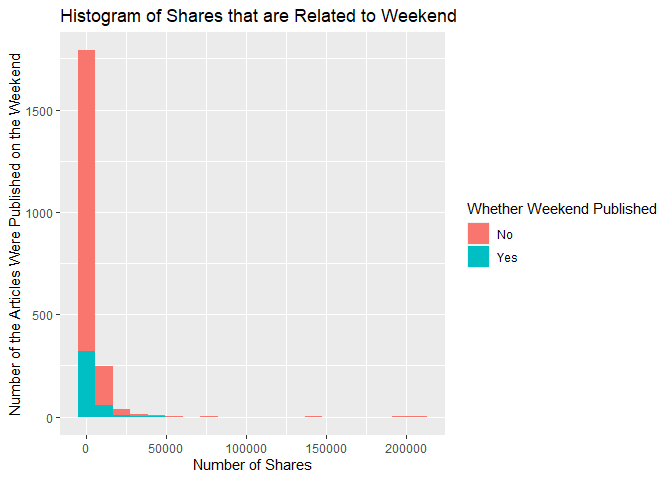 Histogram of Shares that are Related to Weekend
Number of the Articles Were Published on the Weekend
1500
1000
500
0
0 50000 100000 150000 200000
Number of Shares
Whether Weekend Published
No
Yes